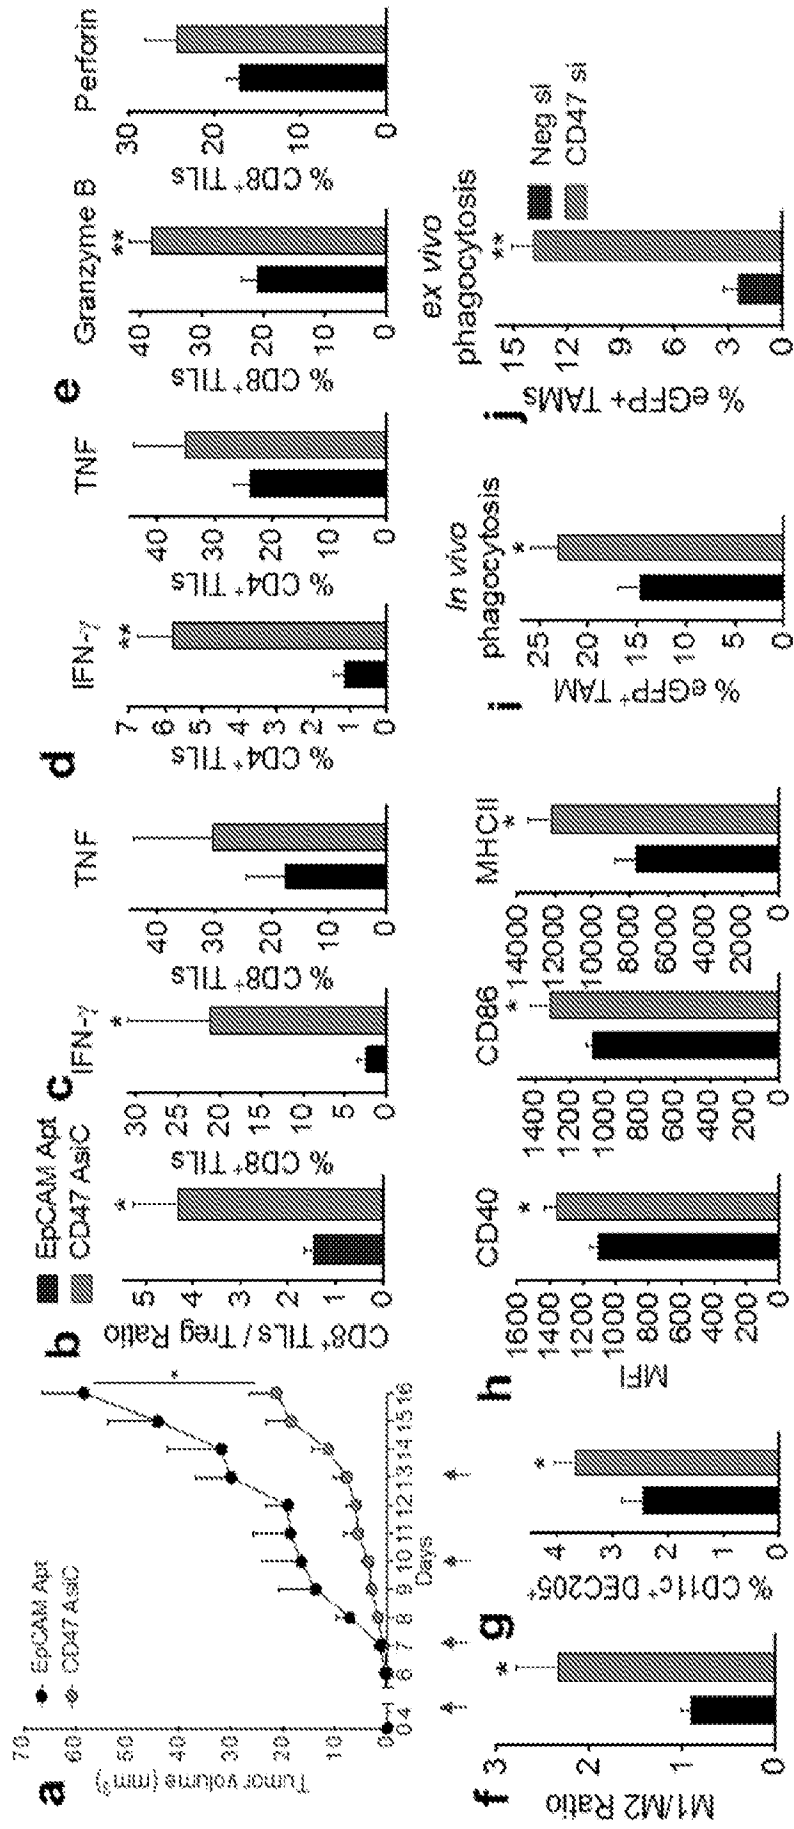 a
EpCAM Apt
CD47 AsiC
Tumor volume (mm³)
70
60
50
40
30
20
10
0
0 4 6 7 8 9 10 11 12 13 14 15 16
Days
*
b
EpCAM Apt
CD47 AsiC
CD8⁺ TILs / Treg Ratio
5
4
3
2
1
0
*
c
IFN-γ
% CD8⁺ TILs
30
25
20
15
10
5
0
*
TNF
% CD8⁺ TILs
40
30
20
10
0
d
IFN-γ
% CD4⁺ TILs
7
6
5
4
3
2
1
0
**
TNF
% CD4⁺ TILs
40
30
20
10
0
e
Granzyme B
% CD8⁺ TILs
40
30
20
10
0
**
Perforin
% CD8⁺ TILs
30
20
10
0
f
M1/M2 Ratio
3
2
1
0
*
g
% CD11c⁺ DEC205⁺
4
3
2
1
0
*
h
CD40
MFI
1600
1400
1200
1000
800
600
400
200
0
*
CD86
1400
1200
1000
800
600
400
200
0
*
MHCII
14000
12000
10000
8000
6000
4000
2000
0
*
i
In vivo
phagocytosis
% eGFP⁺ TAM
25
20
15
10
5
0
*
j
ex vivo
phagocytosis
% eGFP+ TAMs
15
12
9
6
3
0
**
Neg si
CD47 si